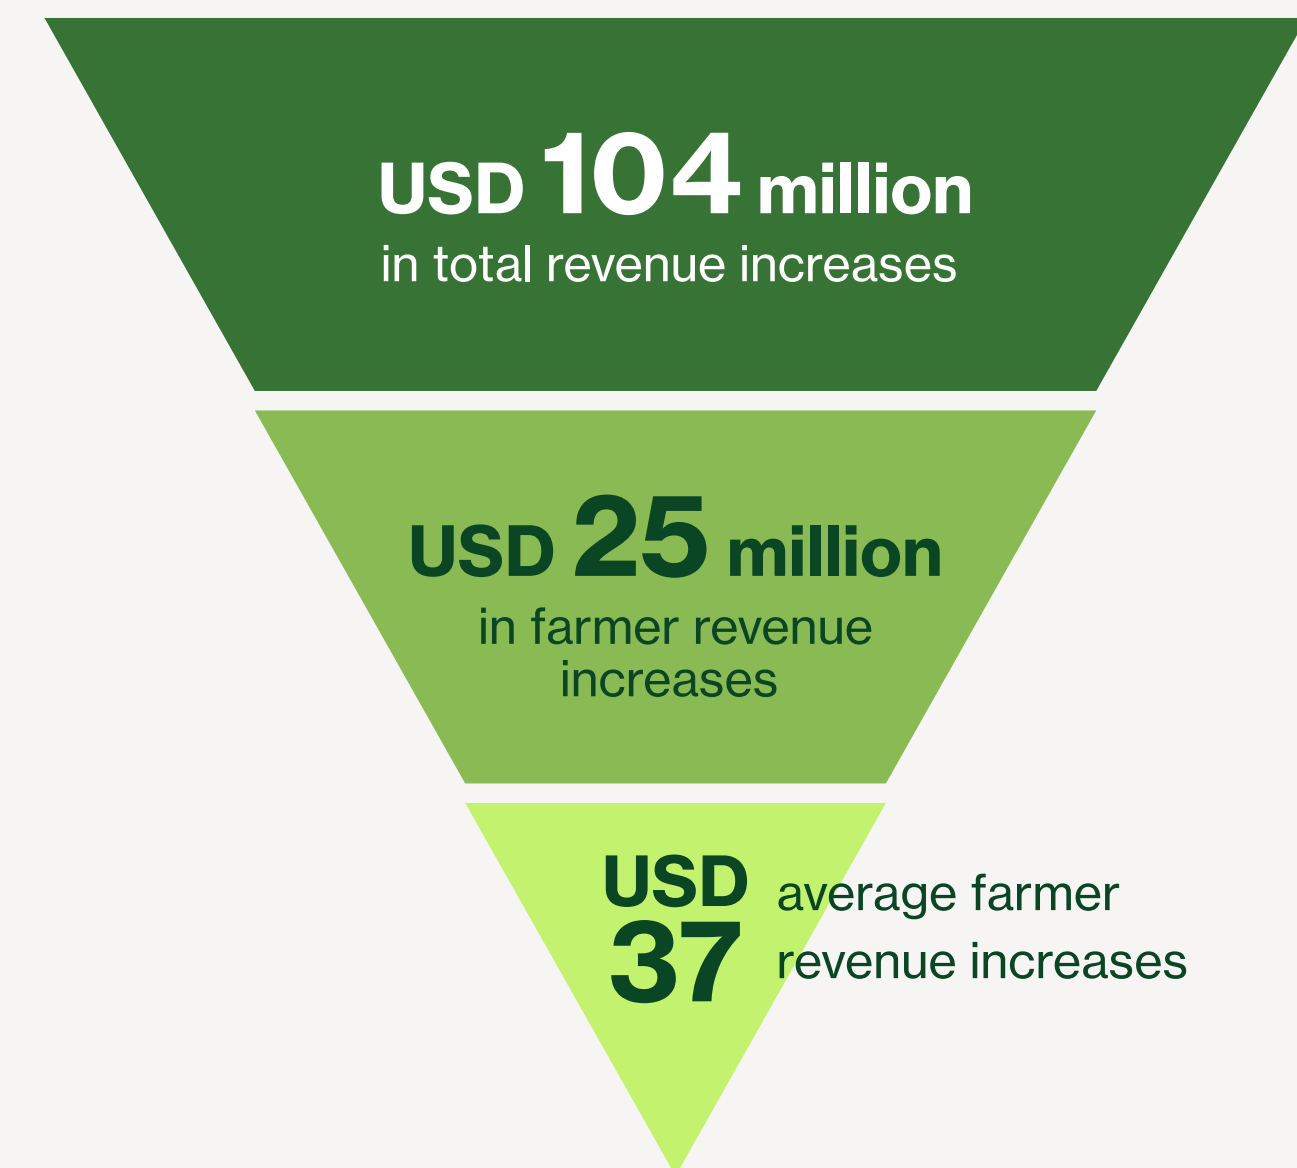 USD 104 million
in total revenue increases
USD 25 million
in farmer revenue
increases
USD
37
average farmer
revenue increases